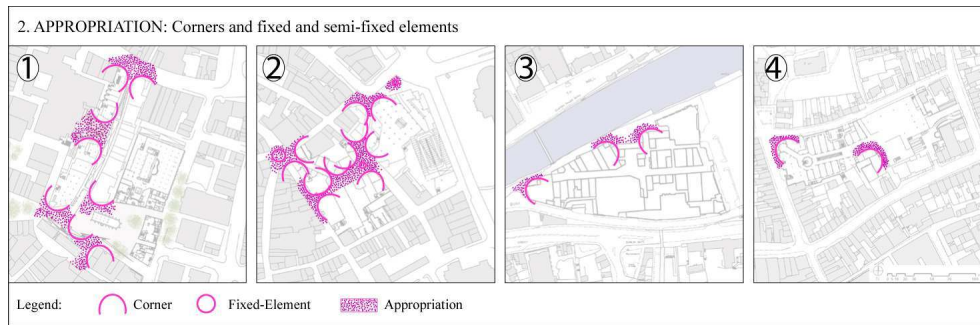 2. APPROPRIATION: Corners and fixed and semi-fixed elements
1
2
3
4
Legend:
Corner
Fixed-Element
Appropriation